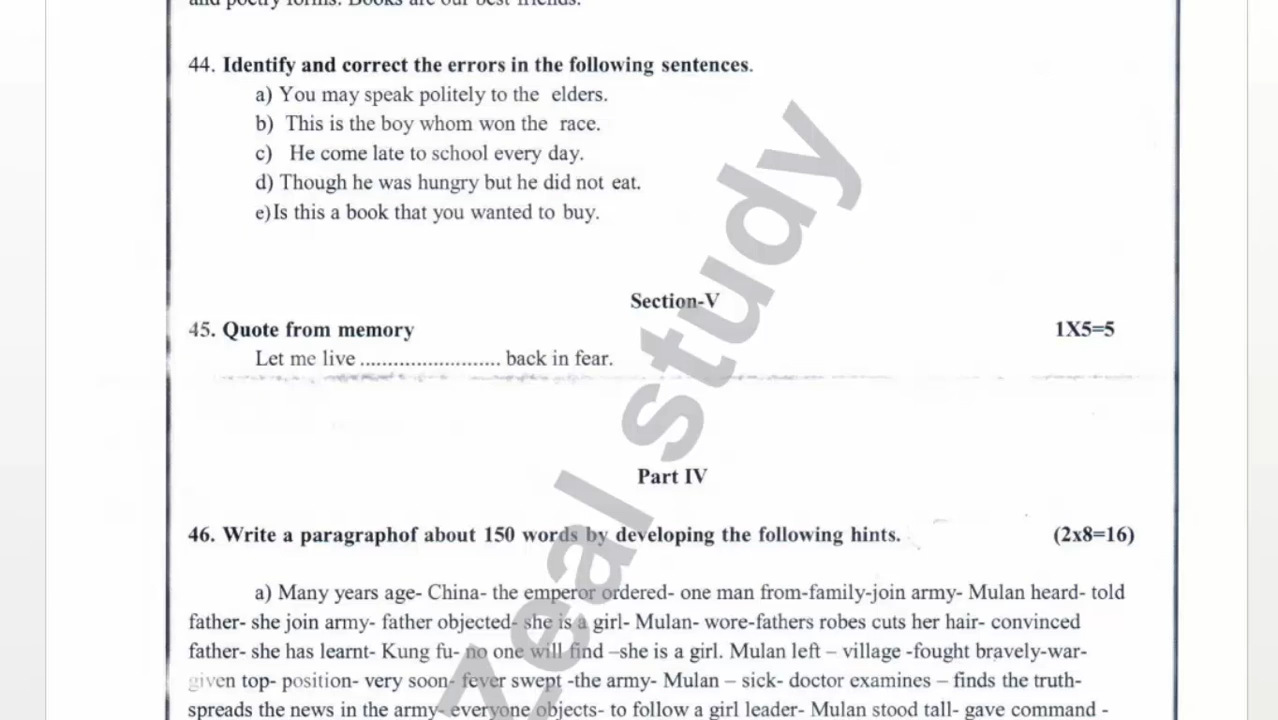 and poetry forms. Books are our best friends.
44. Identify and correct the errors in the following sentences.
a) You may speak politely to the elders.
b) This is the boy whom won the race.
c) He come late to school every day.
d) Though he was hungry but he did not eat.
e)Is this a book that you wanted to buy.
Section-V
45. Quote from memory 1X5=5
Let me live ......................... back in fear.
Part IV
46. Write a paragraphof about 150 words by developing the following hints. (2x8=16)
a) Many years age- China- the emperor ordered- one man from-family-join army- Mulan heard- told
father- she join army- father objected- she is a girl- Mulan- wore-fathers robes cuts her hair- convinced
father- she has learnt- Kung fu- no one will find –she is a girl. Mulan left – village -fought bravely-war-
given top- position- very soon- fever swept -the army- Mulan – sick- doctor examines – finds the truth-
spreads the news in the army- everyone objects- to follow a girl leader- Mulan stood tall- gave command -
Zeal study